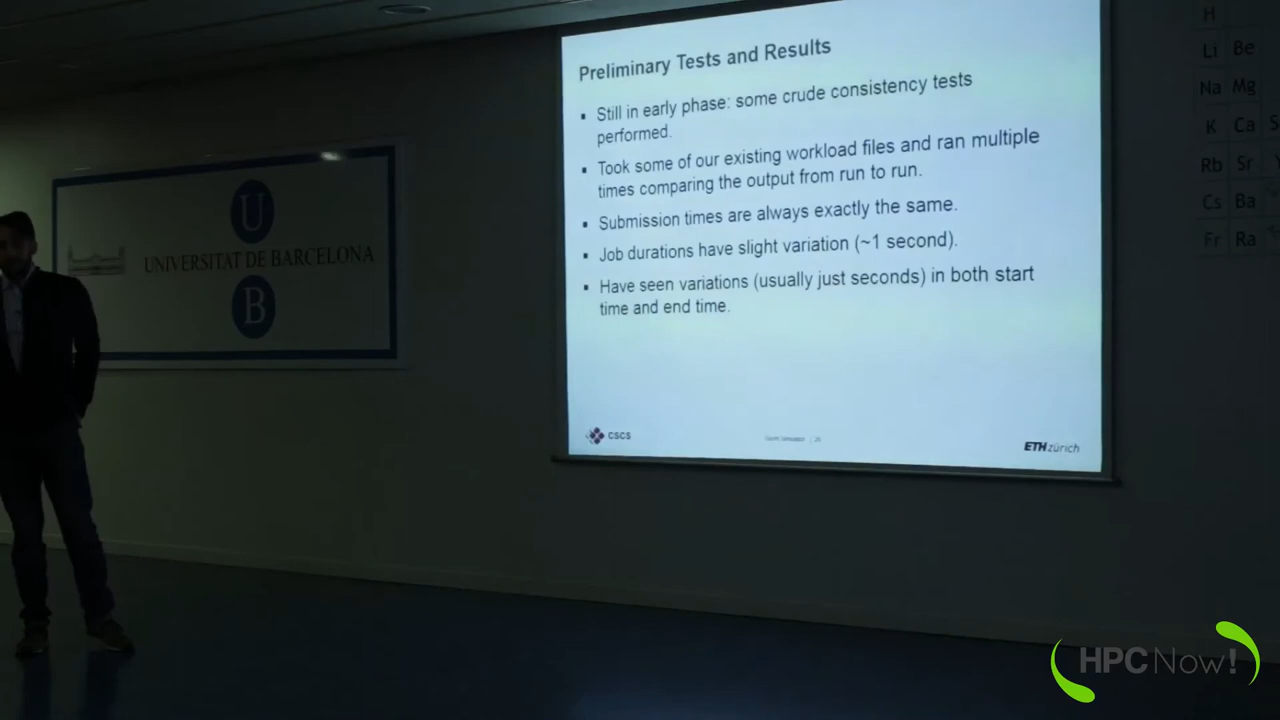 Preliminary Tests and Results
▪ Still in early phase: some crude consistency tests
performed.
▪ Took some of our existing workload files and ran multiple
times comparing the output from run to run.
▪ Submission times are always exactly the same.
▪ Job durations have slight variation (~1 second).
▪ Have seen variations (usually just seconds) in both start
time and end time.
CSCS
ETH zürich
U
UNIVERSITAT DE BARCELONA
B
H
Li Be
Na Mg
K Ca
Rb Sr
Cs Ba
Fr Ra
HPCNow!